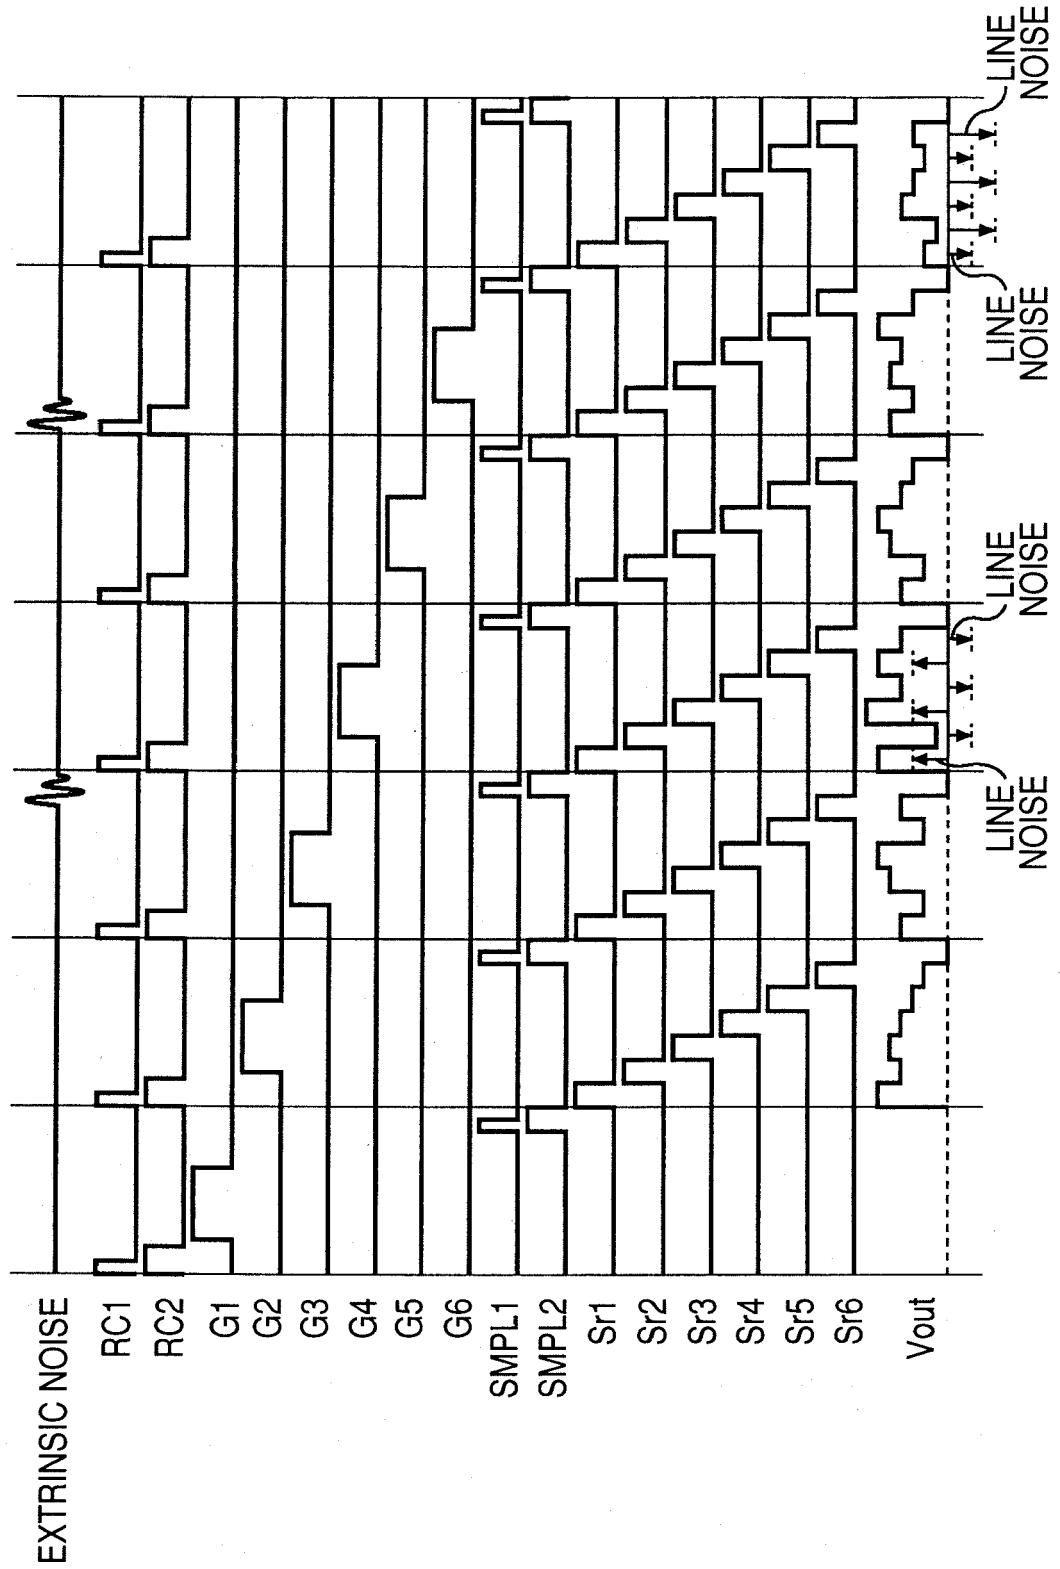 EXTRINSIC NOISE
RC1
RC2
G1
G2
G3
G4
G5
G6
SMPL1
SMPL2
Sr1
Sr2
Sr3
Sr4
Sr5
Sr6
Vout
LINE
NOISE
LINE
NOISE
LINE
NOISE
LINE
NOISE